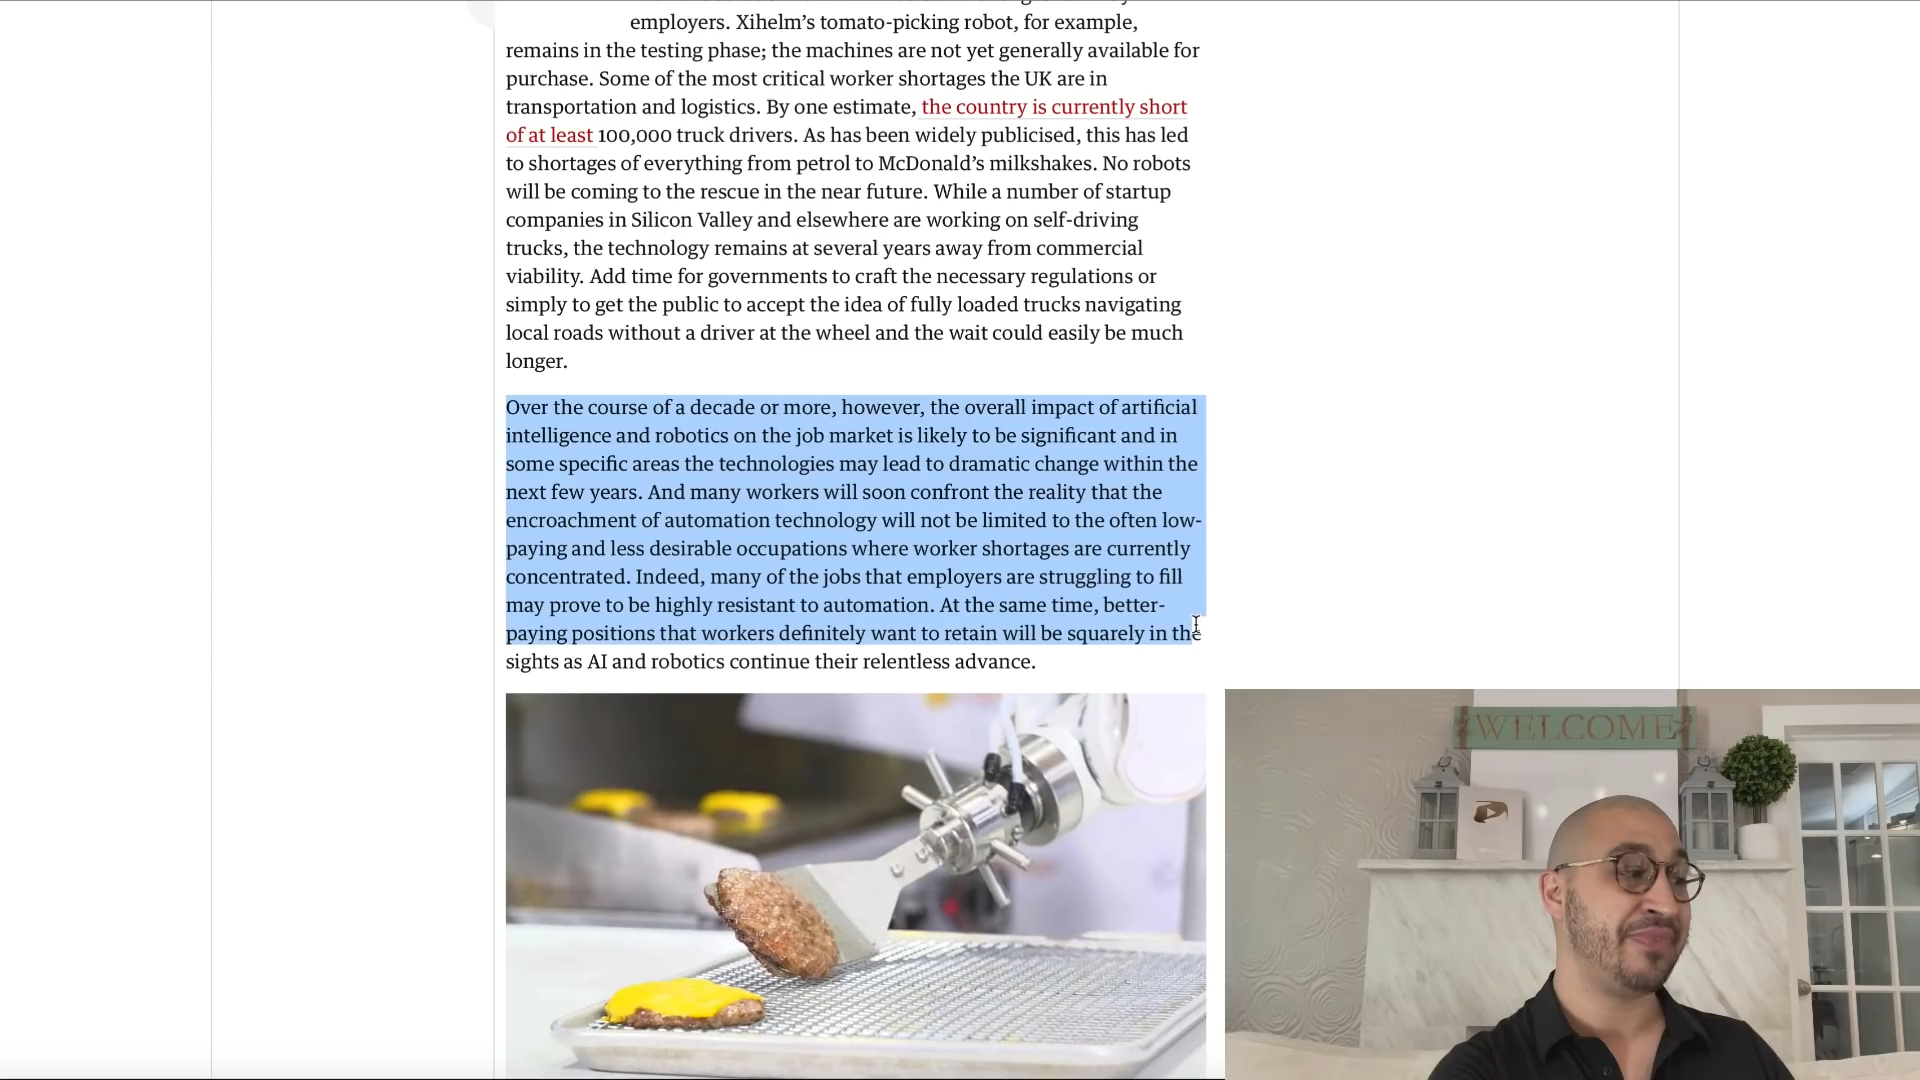 employers. Xihelm’s tomato-picking robot, for example,
remains in the testing phase; the machines are not yet generally available for
purchase. Some of the most critical worker shortages the UK are in
transportation and logistics. By one estimate, the country is currently short
of at least 100,000 truck drivers. As has been widely publicised, this has led
to shortages of everything from petrol to McDonald’s milkshakes. No robots
will be coming to the rescue in the near future. While a number of startup
companies in Silicon Valley and elsewhere are working on self-driving
trucks, the technology remains at several years away from commercial
viability. Add time for governments to craft the necessary regulations or
simply to get the public to accept the idea of fully loaded trucks navigating
local roads without a driver at the wheel and the wait could easily be much
longer.
Over the course of a decade or more, however, the overall impact of artificial
intelligence and robotics on the job market is likely to be significant and in
some specific areas the technologies may lead to dramatic change within the
next few years. And many workers will soon confront the reality that the
encroachment of automation technology will not be limited to the often low-
paying and less desirable occupations where worker shortages are currently
concentrated. Indeed, many of the jobs that employers are struggling to fill
may prove to be highly resistant to automation. At the same time, better-
paying positions that workers definitely want to retain will be squarely in the
sights as AI and robotics continue their relentless advance.
WELCOME